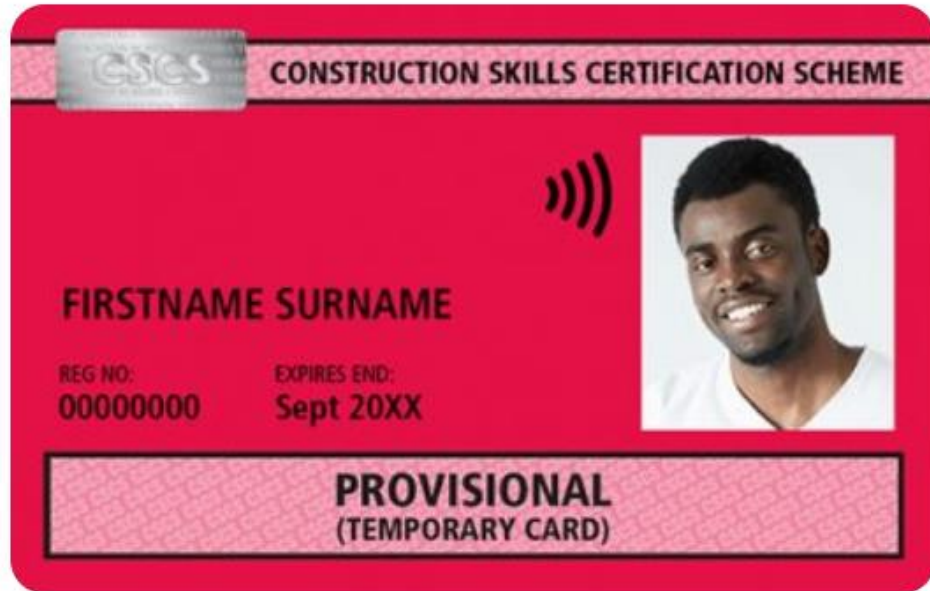 CSCS
CONSTRUCTION SKILLS CERTIFICATION SCHEME
FIRSTNAME SURNAME
REG NO:
00000000
EXPIRES END:
Sept 20XX
PROVISIONAL
(TEMPORARY CARD)